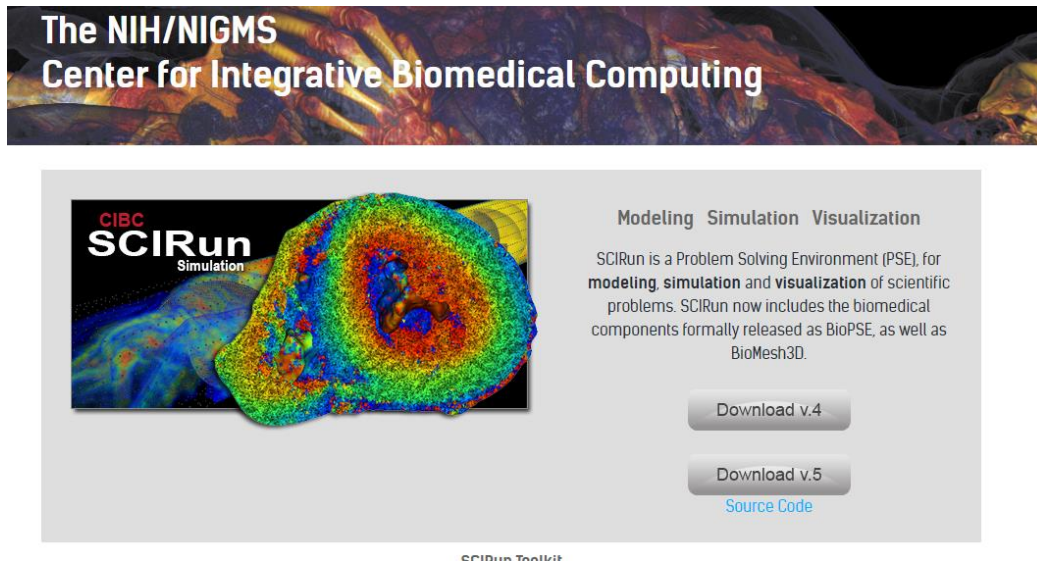 The NIH/NIGMS
Center for Integrative Biomedical Computing
CIBC
SCIRun
Simulation
Modeling Simulation Visualization
SCIRun is a Problem Solving Environment (PSE), for
modeling, simulation and visualization of scientific
problems. SCIRun now includes the biomedical
components formally released as BioPSE, as well as
BioMesh3D.
Download v.4
Download v.5
Source Code
SCIRun Toolkit